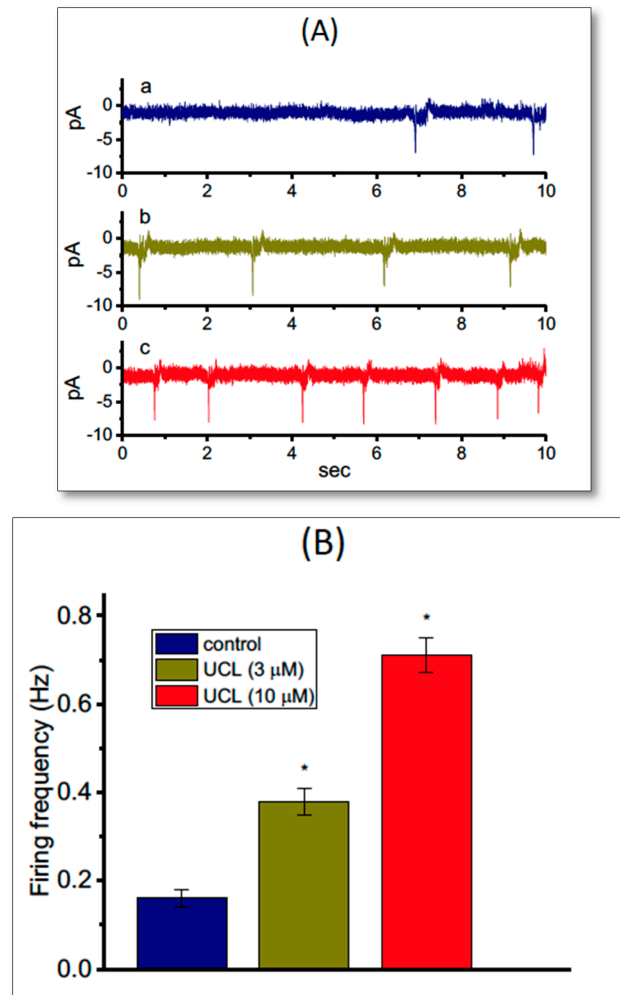 (A)
a
pA
0
-5
-10
0 2 4 6 8 10
b
pA
0
-5
-10
0 2 4 6 8 10
c
pA
0
-5
-10
0 2 4 6 8 10
sec
(B)
Firing frequency (Hz)
0.8
0.6
0.4
0.2
0.0
control
UCL (3 μM)
UCL (10 μM)
*
*